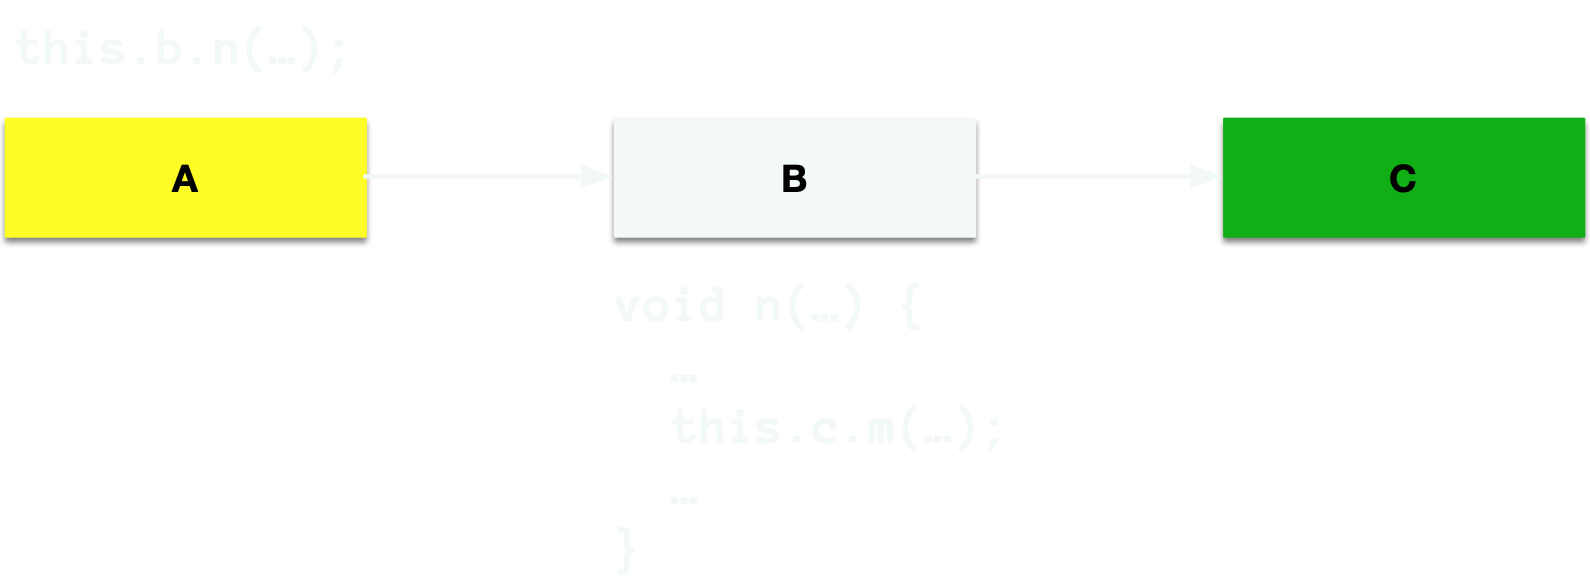 this.b.n(…);
A
B
C
void n(…) {
…
this.c.m(…);
…
}